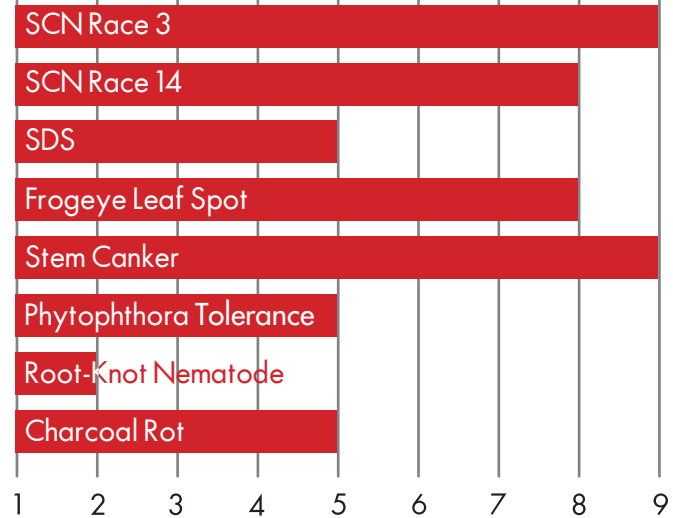 SCN Race 3
SCN Race 14
SDS
Frogeye Leaf Spot
Stem Canker
Phytophthora Tolerance
Root-Knot Nematode
Charcoal Rot
1 2 3 4 5 6 7 8 9